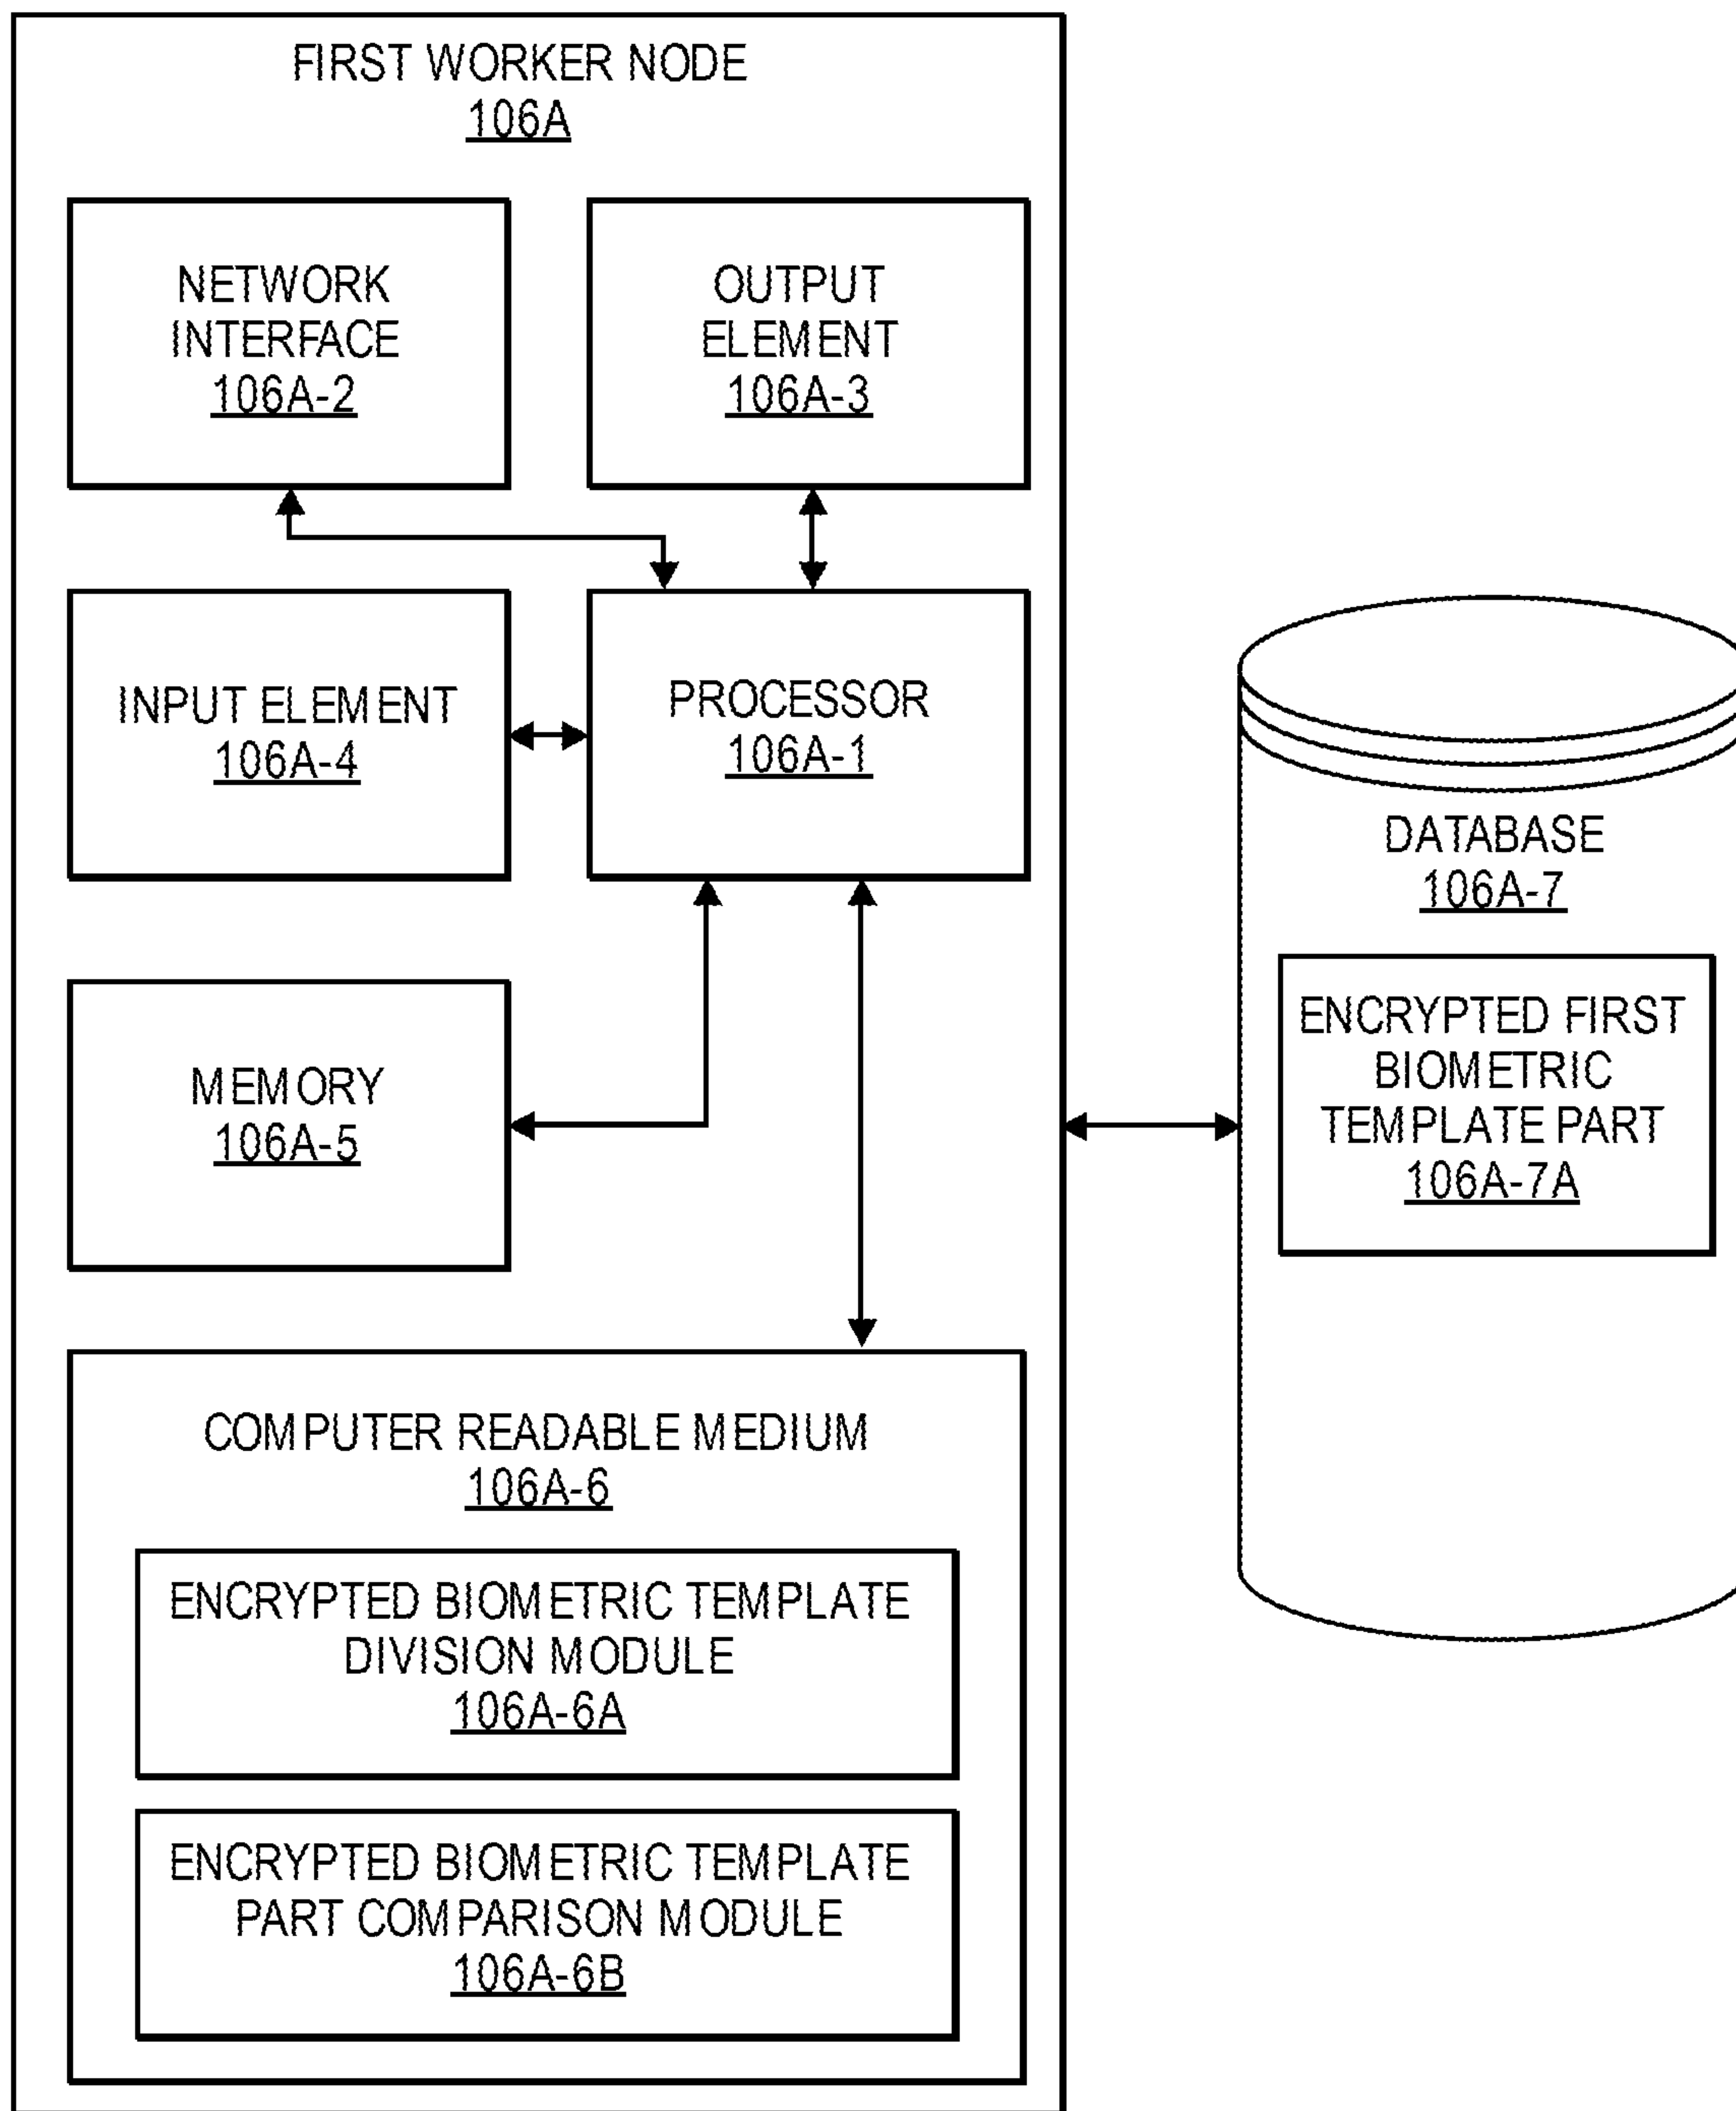 FIRST WORKER NODE
106A
NETWORK
INTERFACE
106A-2
OUTPUT
ELEMENT
106A-3
INPUT ELEMENT
106A-4
PROCESSOR
106A-1
MEMORY
106A-5
COMPUTER READABLE MEDIUM
106A-6
ENCRYPTED BIOMETRIC TEMPLATE
DIVISION MODULE
106A-6A
ENCRYPTED BIOMETRIC TEMPLATE
PART COMPARISON MODULE
106A-6B
DATABASE
106A-7
ENCRYPTED FIRST
BIOMETRIC
TEMPLATE PART
106A-7A